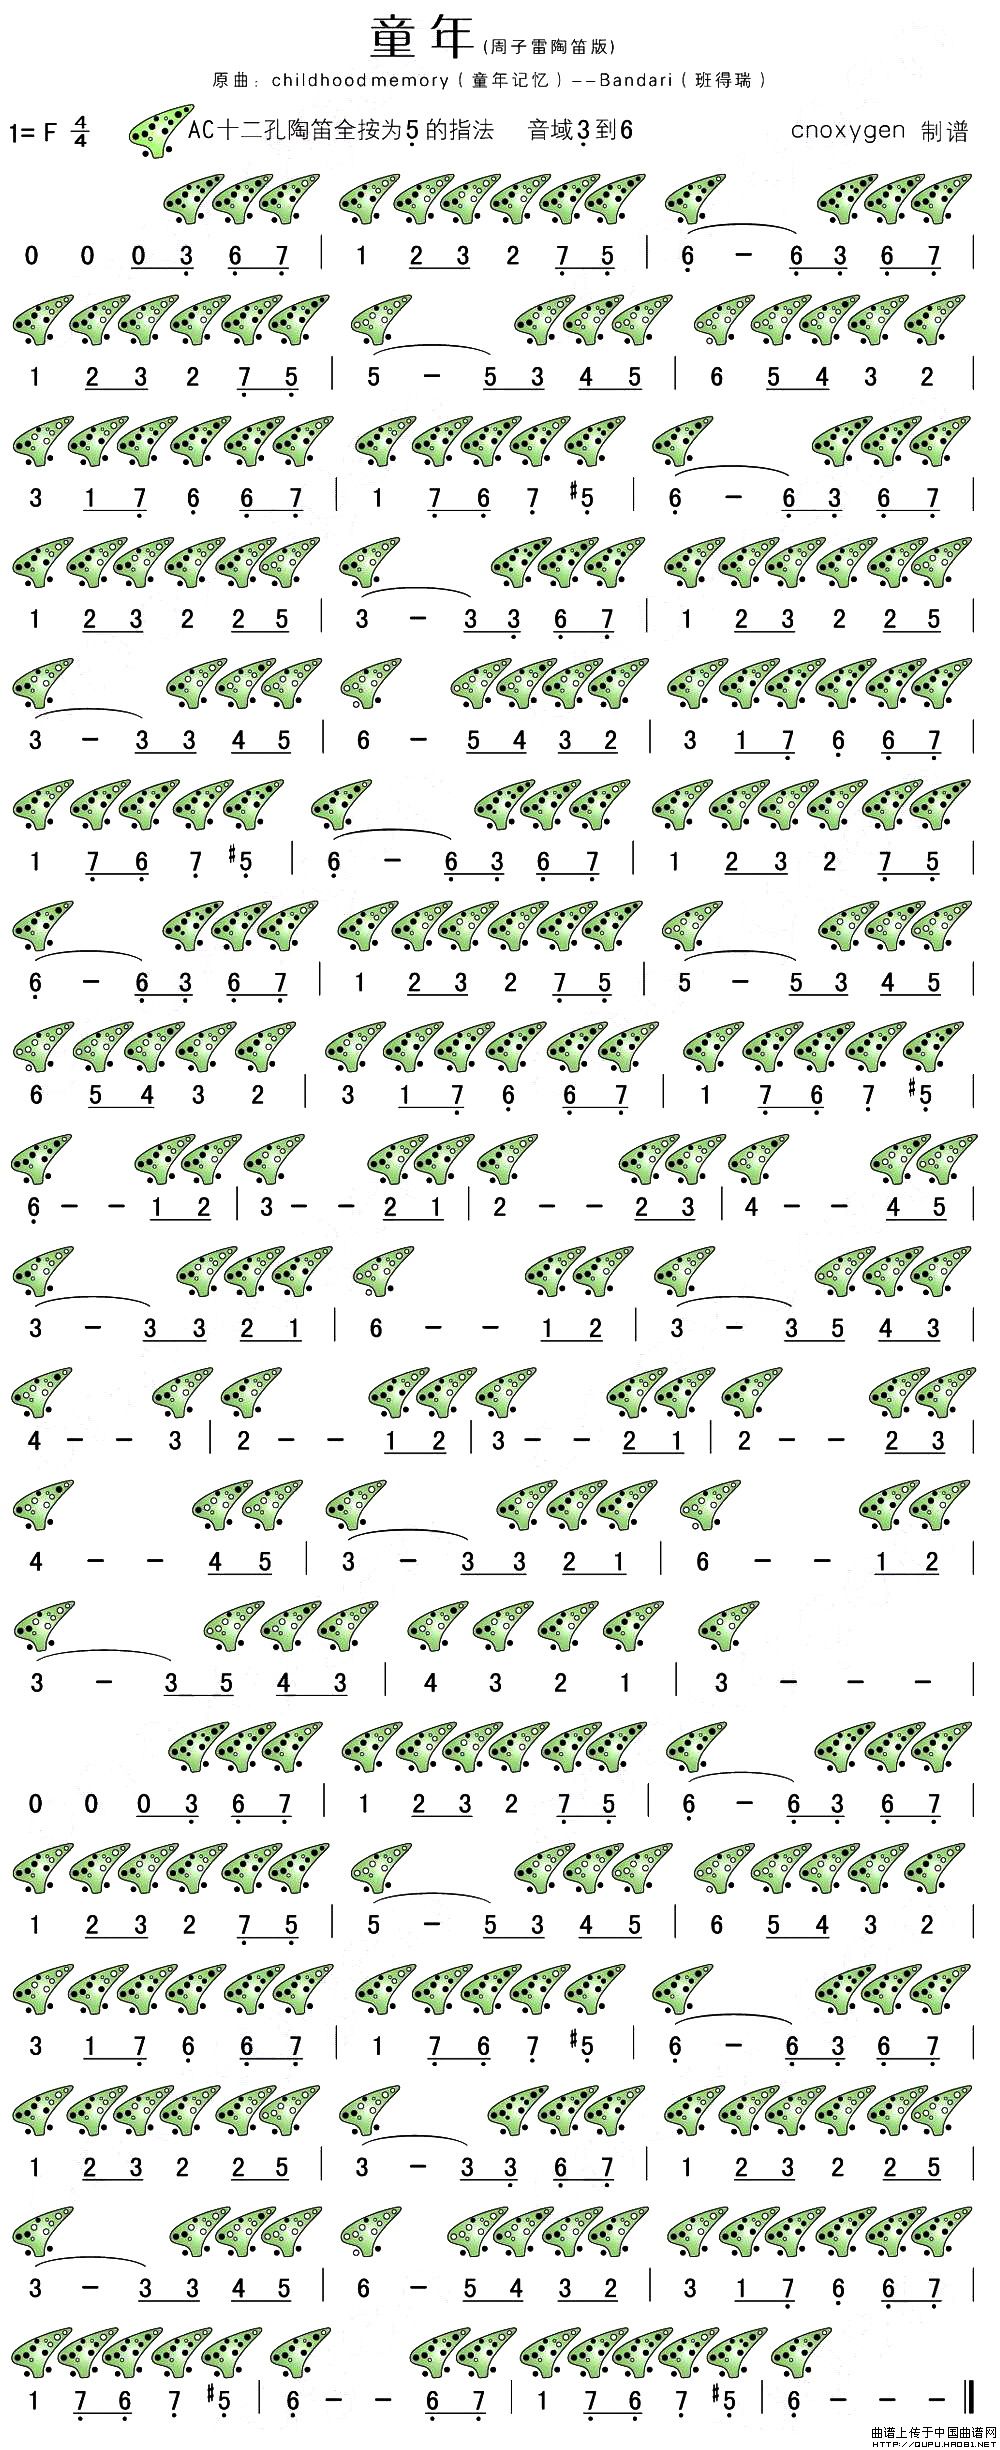 童年 (周子雷陶笛版)
原曲：childhood memory（童年记忆）--Bandari（班得瑞）
1= F 4/4 AC十二孔陶笛全按为5̣的指法 音域3̣到6 cnoxygen 制谱
0 0 0 3̣ 6̣ 7̣ | 1 2 3 2 7̣ 5̣ | 6̣ － 6̣ 3̣ 6̣ 7̣ |
1 2 3 2 7̣ 5̣ | 5 － 5 3 4 5 | 6 5 4 3 2 |
3 1 7̣ 6̣ 6̣ 7̣ | 1 7̣ 6̣ 7̣ #5̣ | 6̣ － 6̣ 3̣ 6̣ 7̣ |
1 2 3 2 2 5 | 3 － 3 3̣ 6̣ 7̣ | 1 2 3 2 2 5 |
3 － 3 3 4 5 | 6 － 5 4 3 2 | 3 1 7̣ 6̣ 6̣ 7̣ |
1 7̣ 6̣ 7̣ #5̣ | 6̣ － 6̣ 3̣ 6̣ 7̣ | 1 2 3 2 7̣ 5̣ |
6̣ － 6̣ 3̣ 6̣ 7̣ | 1 2 3 2 7̣ 5̣ | 5 － 5 3 4 5 |
6 5 4 3 2 | 3 1 7̣ 6̣ 6̣ 7̣ | 1 7̣ 6̣ 7̣ #5̣ |
6̣ － － 1 2 | 3 － － 2 1 | 2 － － 2 3 | 4 － － 4 5 |
3 － 3 3 2 1 | 6 － － 1 2 | 3 － 3 5 4 3 |
4 － － 3 | 2 － － 1 2 | 3 － － 2 1 | 2 － － 2 3 |
4 － － 4 5 | 3 － 3 3 2 1 | 6 － － 1 2 |
3 － 3 5 4 3 | 4 3 2 1 | 3 － － － |
0 0 0 3̣ 6̣ 7̣ | 1 2 3 2 7̣ 5̣ | 6̣ － 6̣ 3̣ 6̣ 7̣ |
1 2 3 2 7̣ 5̣ | 5 － 5 3 4 5 | 6 5 4 3 2 |
3 1 7̣ 6̣ 6̣ 7̣ | 1 7̣ 6̣ 7̣ #5̣ | 6̣ － 6̣ 3̣ 6̣ 7̣ |
1 2 3 2 2 5 | 3 － 3 3̣ 6̣ 7̣ | 1 2 3 2 2 5 |
3 － 3 3 4 5 | 6 － 5 4 3 2 | 3 1 7̣ 6̣ 6̣ 7̣ |
1 7̣ 6̣ 7̣ #5̣ | 6̣ － － 6̣ 7̣ | 1 7̣ 6̣ 7̣ #5̣ | 6̣ － － － ‖
曲谱上传于中国曲谱网
HTTP://QUPU.HAO81.NET